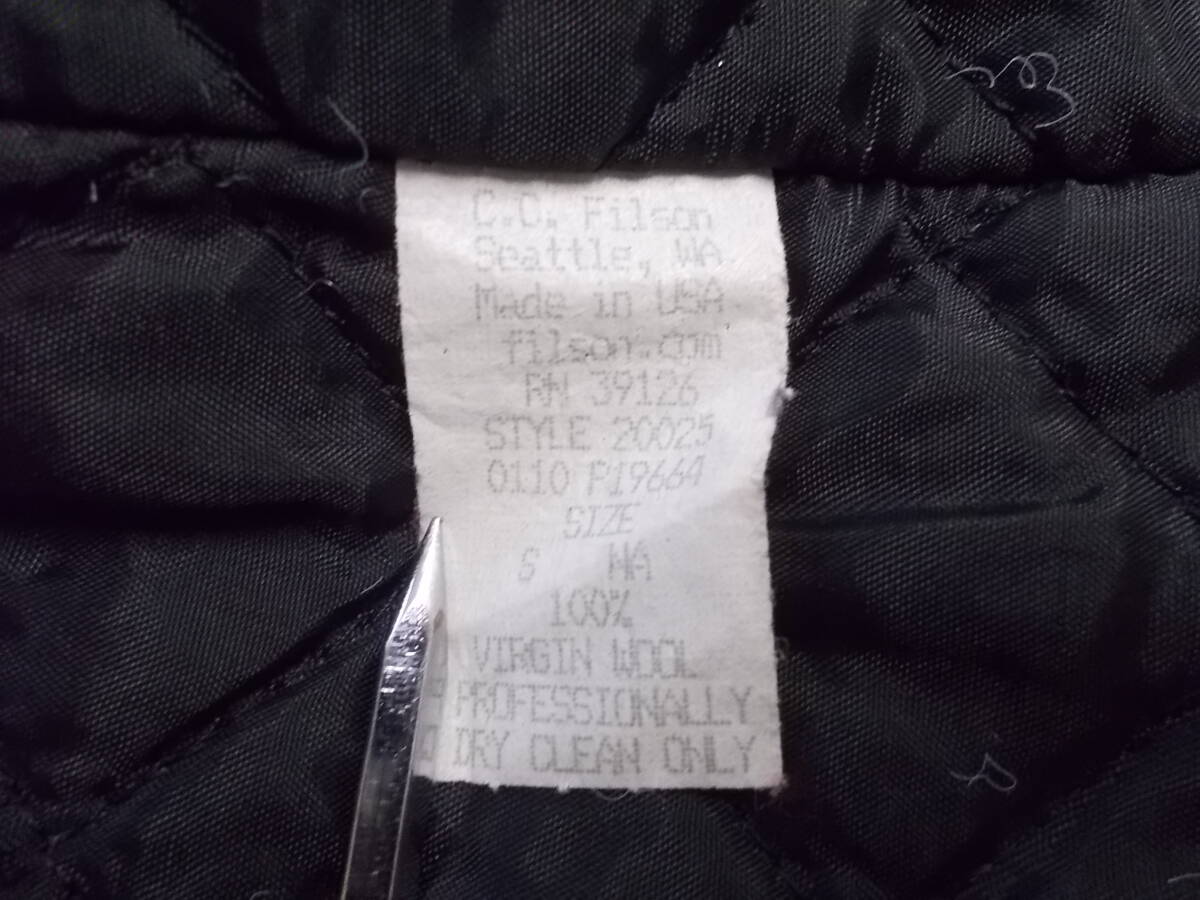 C.C. Filson
Seattle, WA
Made in USA
filson.com
RN 39126
STYLE 20025
0110 P19664
SIZE
S NA
100%
VIRGIN WOOL
PROFESSIONALLY
DRY CLEAN ONLY